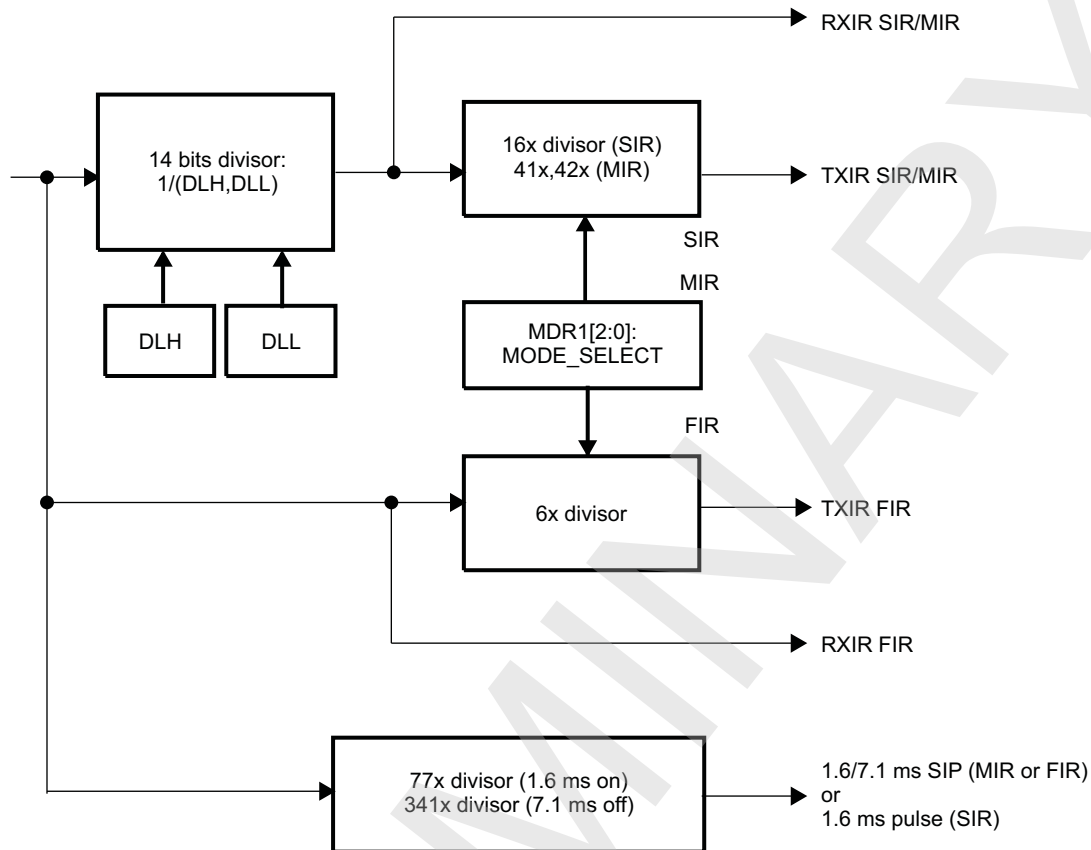 RXIR SIR/MIR
14 bits divisor:
1/(DLH,DLL)
16x divisor (SIR)
41x,42x (MIR)
TXIR SIR/MIR
SIR
MIR
DLH
DLL
MDR1[2:0]:
MODE_SELECT
FIR
6x divisor
TXIR FIR
RXIR FIR
77x divisor (1.6 ms on)
341x divisor (7.1 ms off)
1.6/7.1 ms SIP (MIR or FIR)
or
1.6 ms pulse (SIR)
MINARY